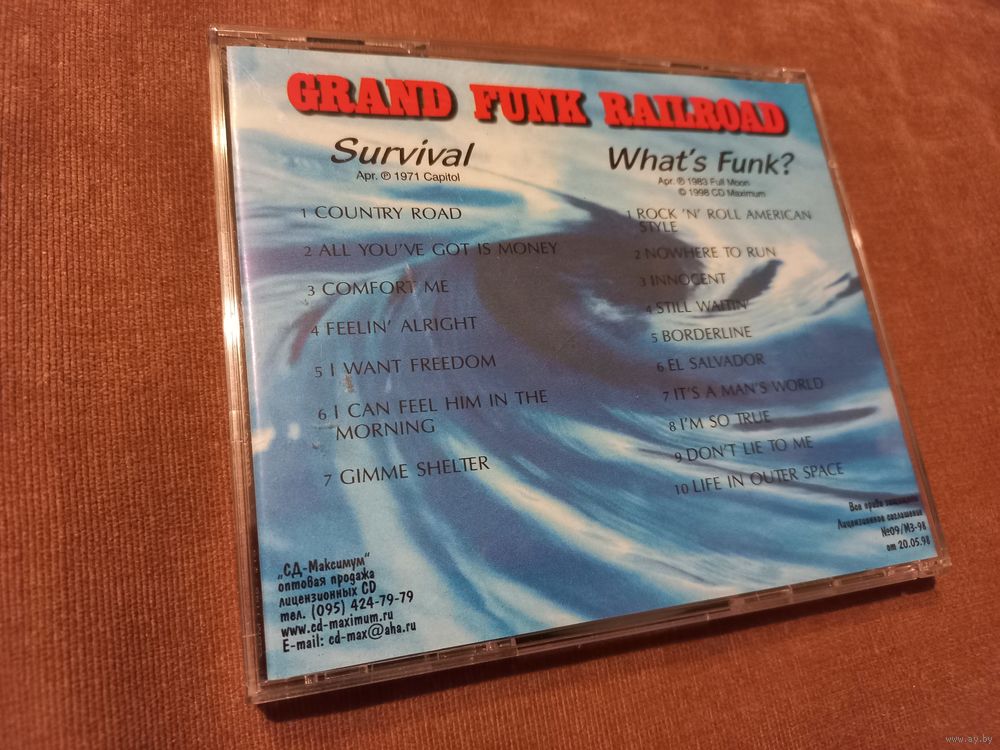 GRAND FUNK RAILROAD
Survival
Apr. ℗ 1971 Capitol
1 COUNTRY ROAD
2 ALL YOU'VE GOT IS MONEY
3 COMFORT ME
4 FEELIN' ALRIGHT
5 I WANT FREEDOM
6 I CAN FEEL HIM IN THE
MORNING
7 GIMME SHELTER
What's Funk?
Apr. ℗ 1983 Full Moon
© 1998 CD Maximum
1 ROCK 'N' ROLL AMERICAN
STYLE
2 NOWHERE TO RUN
3 INNOCENT
4 STILL WAITIN'
5 BORDERLINE
6 EL SALVADOR
7 IT'S A MAN'S WORLD
8 I'M SO TRUE
9 DON'T LIE TO ME
10 LIFE IN OUTER SPACE
„СД-Максимум“
оптовая продажа
лицензионных CD
тел. (095) 424-79-79
www.cd-maximum.ru
E-mail: cd-max@aha.ru
Все права защищены
Лицензионное соглашение
№09/МЗ-98
от 20.05.98
www.ay.by